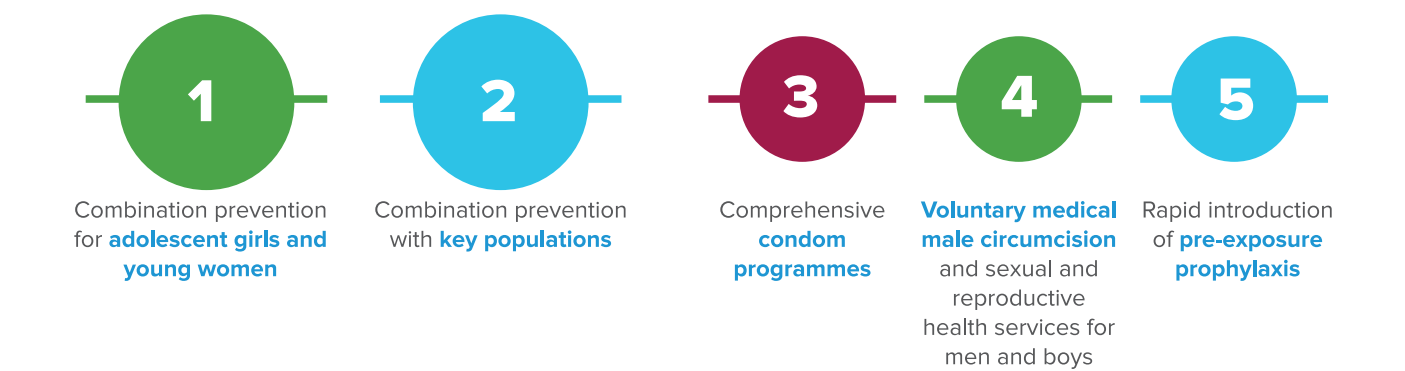 1
Combination prevention
for adolescent girls and
young women
2
Combination prevention
with key populations
3
Comprehensive
condom
programmes
4
Voluntary medical
male circumcision
and sexual and
reproductive
health services for
men and boys
5
Rapid introduction
of pre-exposure
prophylaxis